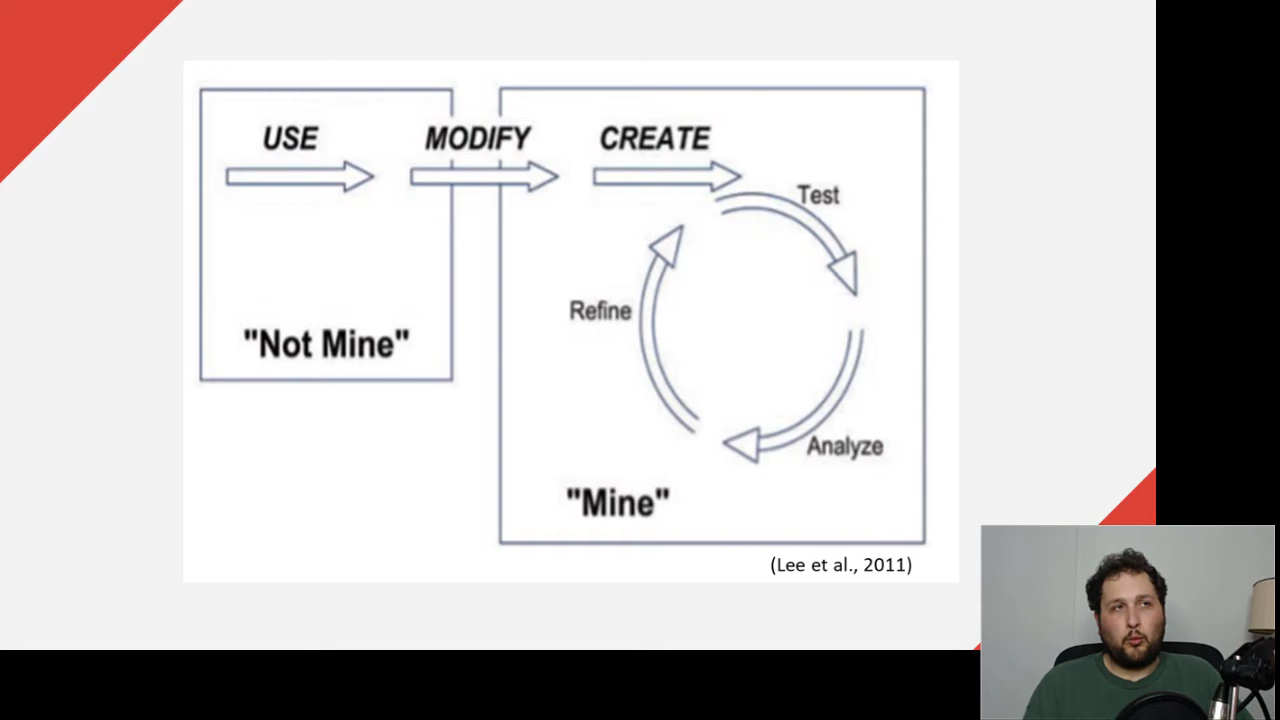 USE MODIFY CREATE
Test
Refine
"Not Mine"
Analyze
"Mine"
(Lee et al., 2011)